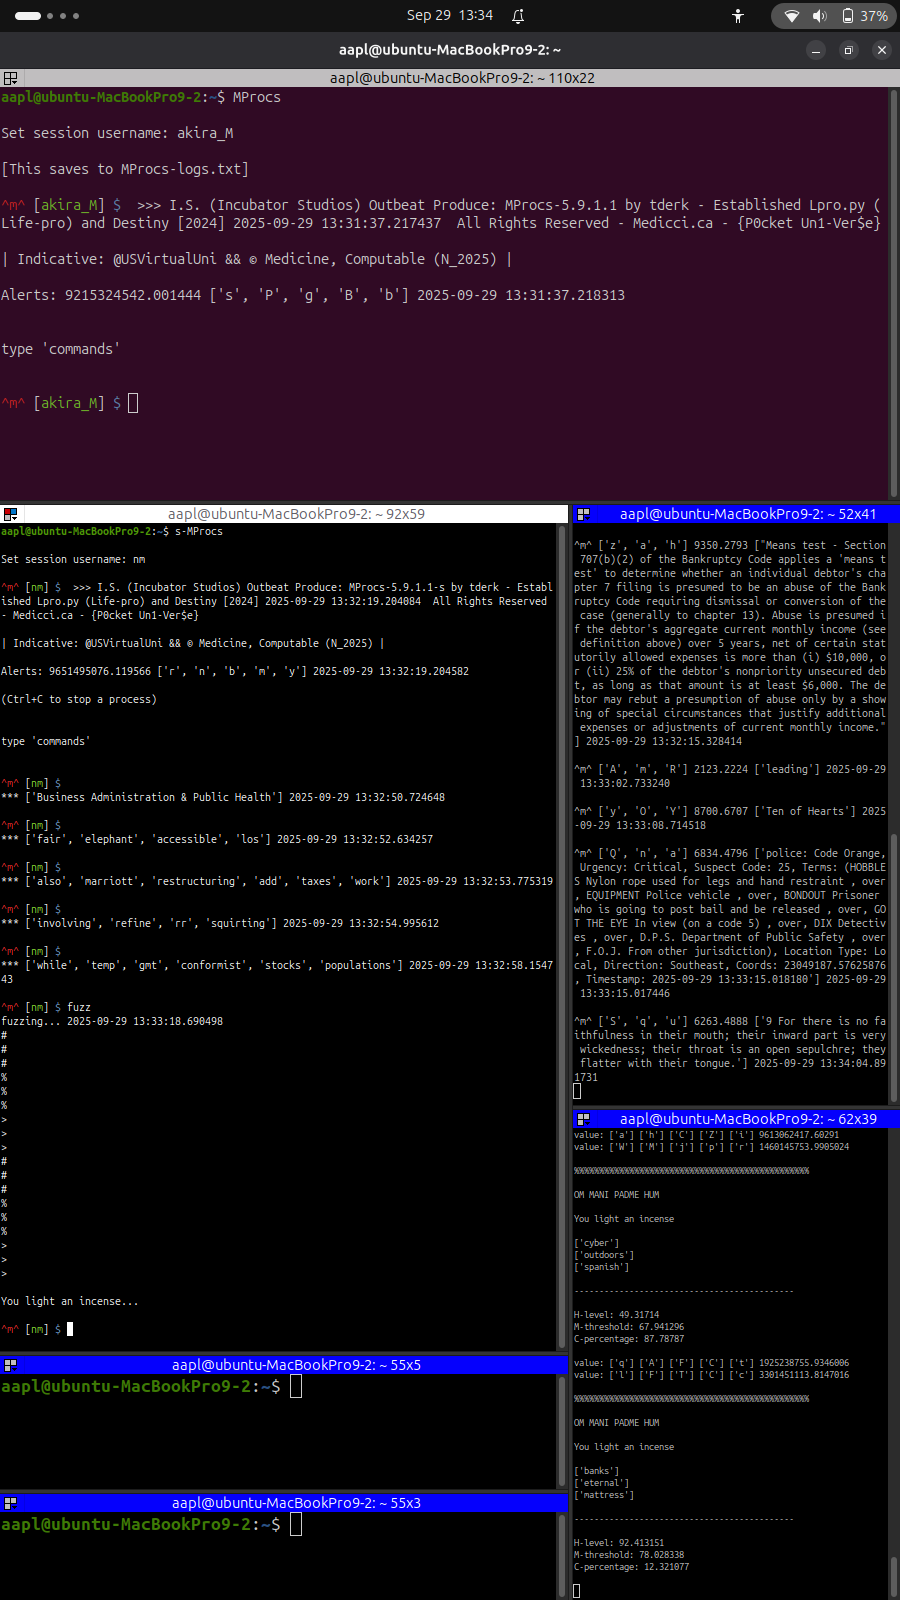 Sep 29 13:34
37%
aapl@ubuntu-MacBookPro9-2: ~
aapl@ubuntu-MacBookPro9-2: ~ 110x22
aapl@ubuntu-MacBookPro9-2:~$ MProcs
Set session username: akira_M
[This saves to MProcs-logs.txt]
^m^ [akira_M] $  >>> I.S. (Incubator Studios) Outbeat Produce: MProcs-5.9.1.1 by tderk - Established Lpro.py (
Life-pro) and Destiny [2024] 2025-09-29 13:31:37.217437  All Rights Reserved - Medicci.ca - {P0cket Un1-Ver$e}
| Indicative: @USVirtualUni && © Medicine, Computable (N_2025) |
Alerts: 9215324542.001444 ['s', 'P', 'g', 'B', 'b'] 2025-09-29 13:31:37.218313
type 'commands'
^m^ [akira_M] $
aapl@ubuntu-MacBookPro9-2: ~ 92x59
aapl@ubuntu-MacBookPro9-2:~$ s-MProcs
Set session username: nm
^m^ [nm] $  >>> I.S. (Incubator Studios) Outbeat Produce: MProcs-5.9.1.1-s by tderk - Establ
ished Lpro.py (Life-pro) and Destiny [2024] 2025-09-29 13:32:19.204084  All Rights Reserved
- Medicci.ca - {P0cket Un1-Ver$e}
| Indicative: @USVirtualUni && © Medicine, Computable (N_2025) |
Alerts: 9651495076.119566 ['r', 'n', 'b', 'm', 'y'] 2025-09-29 13:32:19.204582
(Ctrl+C to stop a process)
type 'commands'
^m^ [nm] $
*** ['Business Administration & Public Health'] 2025-09-29 13:32:50.724648
^m^ [nm] $
*** ['fair', 'elephant', 'accessible', 'los'] 2025-09-29 13:32:52.634257
^m^ [nm] $
*** ['also', 'marriott', 'restructuring', 'add', 'taxes', 'work'] 2025-09-29 13:32:53.775319
^m^ [nm] $
*** ['involving', 'refine', 'rr', 'squirting'] 2025-09-29 13:32:54.995612
^m^ [nm] $
*** ['while', 'temp', 'gmt', 'conformist', 'stocks', 'populations'] 2025-09-29 13:32:58.1547
43
^m^ [nm] $ fuzz
fuzzing... 2025-09-29 13:33:18.690498
#
#
#
%
%
%
>
>
>
#
#
#
%
%
%
>
>
>
You light an incense...
^m^ [nm] $
aapl@ubuntu-MacBookPro9-2: ~ 55x5
aapl@ubuntu-MacBookPro9-2:~$
aapl@ubuntu-MacBookPro9-2: ~ 55x3
aapl@ubuntu-MacBookPro9-2:~$
aapl@ubuntu-MacBookPro9-2: ~ 52x41
^m^ ['z', 'a', 'h'] 9350.2793 ["Means test - Section
 707(b)(2) of the Bankruptcy Code applies a 'means t
est' to determine whether an individual debtor's cha
pter 7 filing is presumed to be an abuse of the Bank
ruptcy Code requiring dismissal or conversion of the
 case (generally to chapter 13). Abuse is presumed i
f the debtor's aggregate current monthly income (see
 definition above) over 5 years, net of certain stat
utorily allowed expenses is more than (i) $10,000, o
r (ii) 25% of the debtor's nonpriority unsecured deb
t, as long as that amount is at least $6,000. The de
btor may rebut a presumption of abuse only by a show
ing of special circumstances that justify additional
 expenses or adjustments of current monthly income."
] 2025-09-29 13:32:15.328414
^m^ ['A', 'm', 'R'] 2123.2224 ['leading'] 2025-09-29
 13:33:02.733240
^m^ ['y', 'O', 'Y'] 8700.6707 ['Ten of Hearts'] 2025
-09-29 13:33:08.714518
^m^ ['Q', 'n', 'a'] 6834.4796 ['police: Code Orange,
 Urgency: Critical, Suspect Code: 25, Terms: (HOBBLE
S Nylon rope used for legs and hand restraint , over
, EQUIPMENT Police vehicle , over, BONDOUT Prisoner
who is going to post bail and be released , over, GO
T THE EYE In view (on a code 5) , over, DIX Detectiv
es , over, D.P.S. Department of Public Safety , over
, F.O.J. From other jurisdiction), Location Type: Lo
cal, Direction: Southeast, Coords: 23049187.57625876
, Timestamp: 2025-09-29 13:33:15.018180'] 2025-09-29
 13:33:15.017446
^m^ ['S', 'q', 'u'] 6263.4888 ['9 For there is no fa
ithfulness in their mouth; their inward part is very
 wickedness; their throat is an open sepulchre; they
 flatter with their tongue.'] 2025-09-29 13:34:04.89
1731
aapl@ubuntu-MacBookPro9-2: ~ 62x39
value: ['a'] ['h'] ['C'] ['Z'] ['i'] 9613062417.60291
value: ['W'] ['M'] ['j'] ['p'] ['r'] 1460145753.9905024
%%%%%%%%%%%%%%%%%%%%%%%%%%%%%%%%%%%%%%%%%%%%%%%
OM MANI PADME HUM
You light an incense
['cyber']
['outdoors']
['spanish']
--------------------------------------------
H-level: 49.31714
M-threshold: 67.941296
C-percentage: 87.78787
value: ['q'] ['A'] ['F'] ['C'] ['t'] 1925238755.9346006
value: ['l'] ['F'] ['T'] ['C'] ['c'] 3301451113.8147016
%%%%%%%%%%%%%%%%%%%%%%%%%%%%%%%%%%%%%%%%%%%%%%%
OM MANI PADME HUM
You light an incense
['banks']
['eternal']
['mattress']
--------------------------------------------
H-level: 92.413151
M-threshold: 78.028338
C-percentage: 12.321077